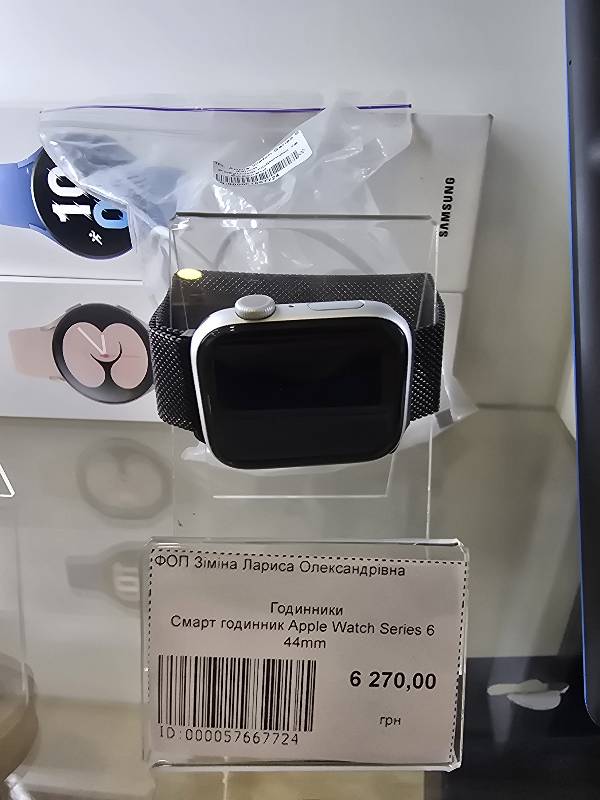 10
SAMSUNG
ФОП Зіміна Лариса Олександрівна
Годинники
Смарт годинник Apple Watch Series 6
44mm
6 270,00
грн
ID:000057667724